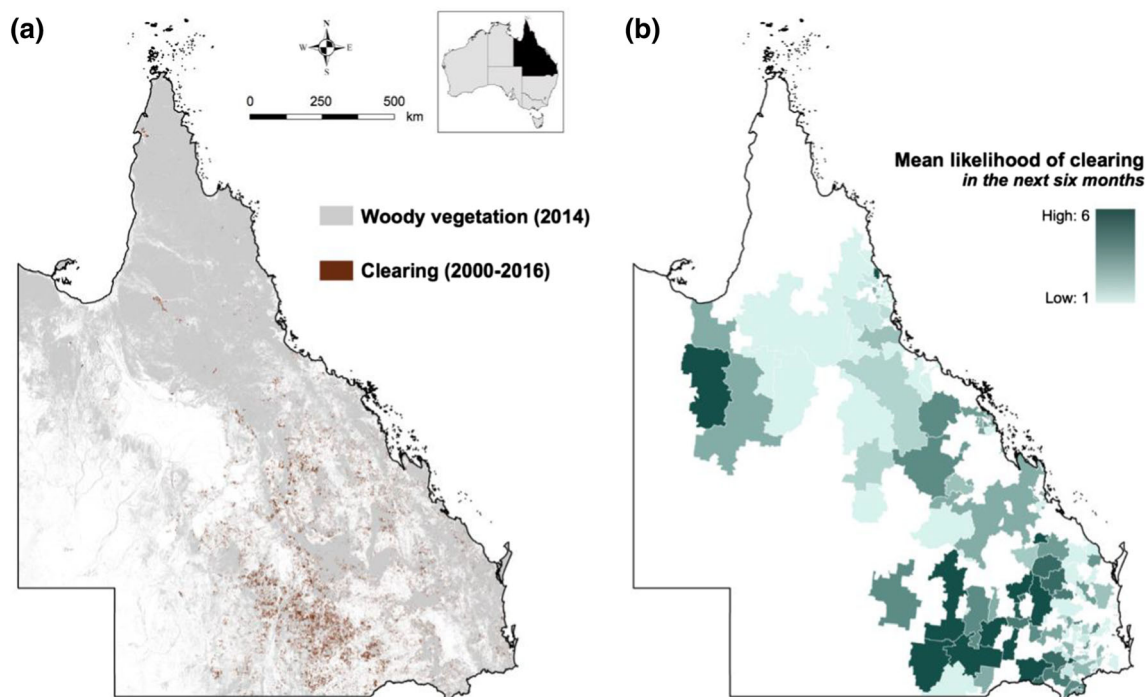 (a)
N
W E
S
0 250 500
km
Woody vegetation (2014)
Clearing (2000-2016)
(b)
Mean likelihood of clearing
in the next six months
High: 6
Low: 1